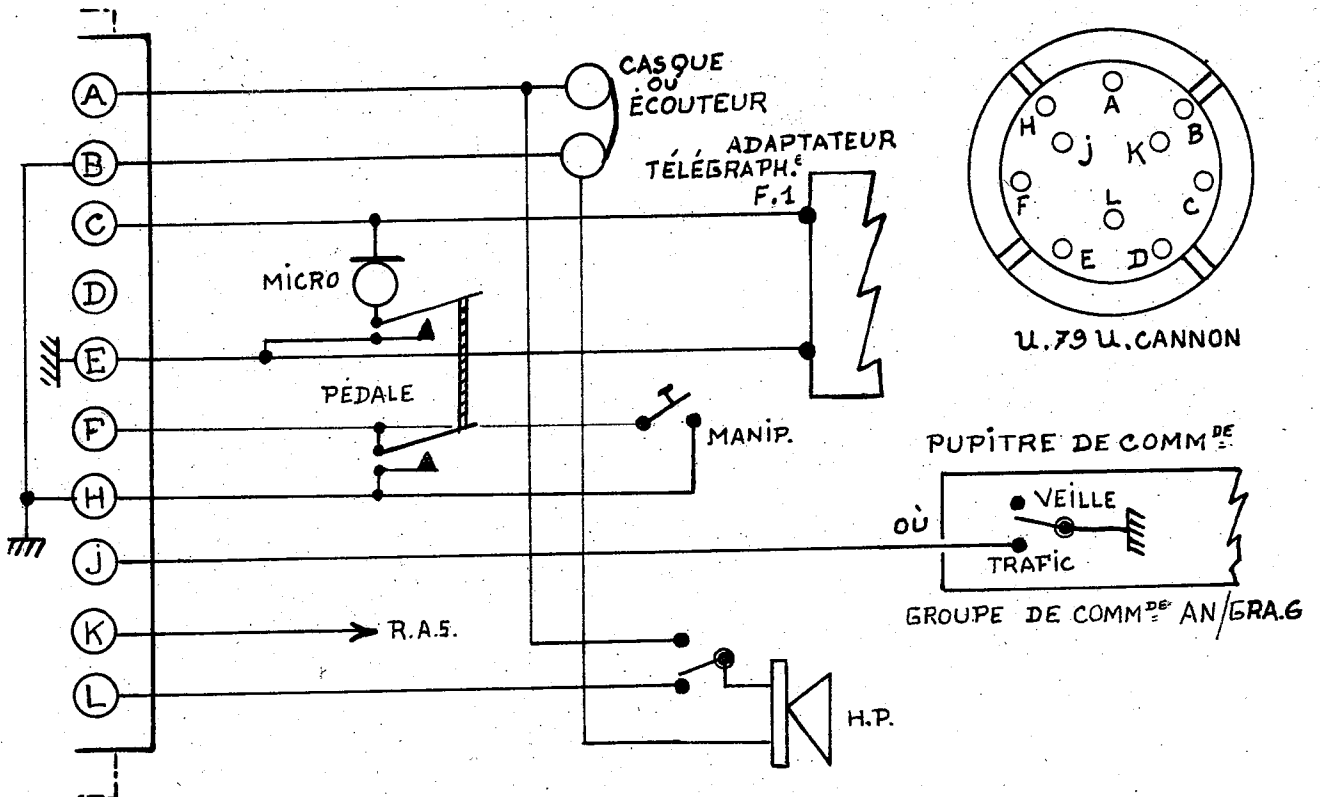 A
B
C
D
E
F
H
j
K
L
CASQUE
OU
ÉCOUTEUR
ADAPTATEUR
TÉLÉGRAPH.E
F.1
MICRO
PÉDALE
MANIP.
R.A.S.
H.P.
A
H
B
j
K
F
L
C
E
D
U.79 U.CANNON
PUPITRE DE COMMDE
VEILLE
OÙ
TRAFIC
GROUPE DE COMMDE AN/GRA.6